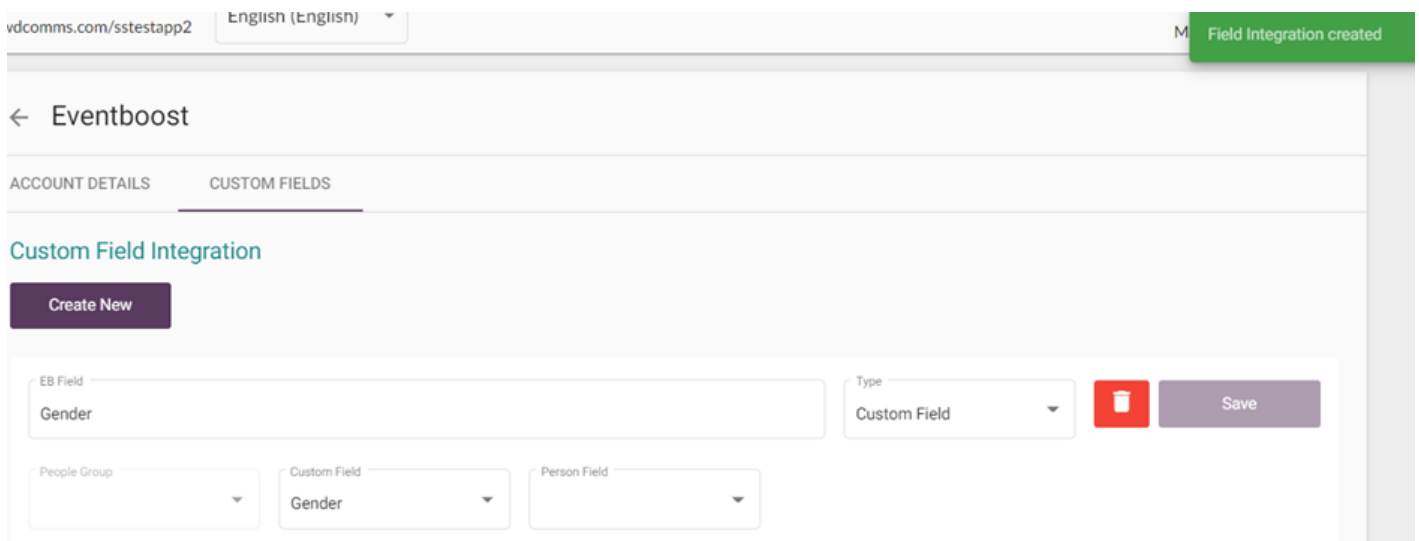 vdcomms.com/sstestapp2
English (English)
M
Field Integration created
Eventboost
ACCOUNT DETAILS
CUSTOM FIELDS
Custom Field Integration
Create New
EB Field
Gender
Type
Custom Field
Save
People Group
Custom Field
Gender
Person Field